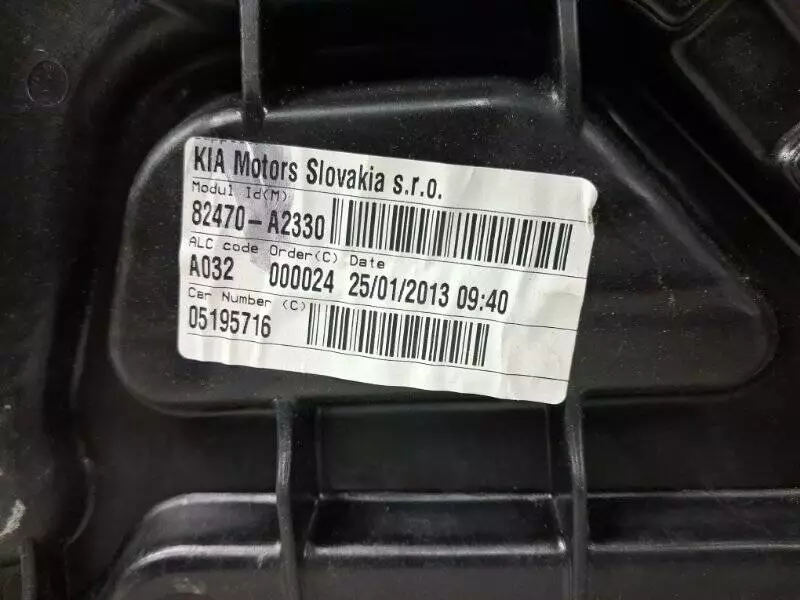 KIA Motors Slovakia s.r.o.
Modul Id(M)
82470-A2330
ALC code Order(C) Date
A032 000024 25/01/2013 09:40
Car Number (C)
05195716